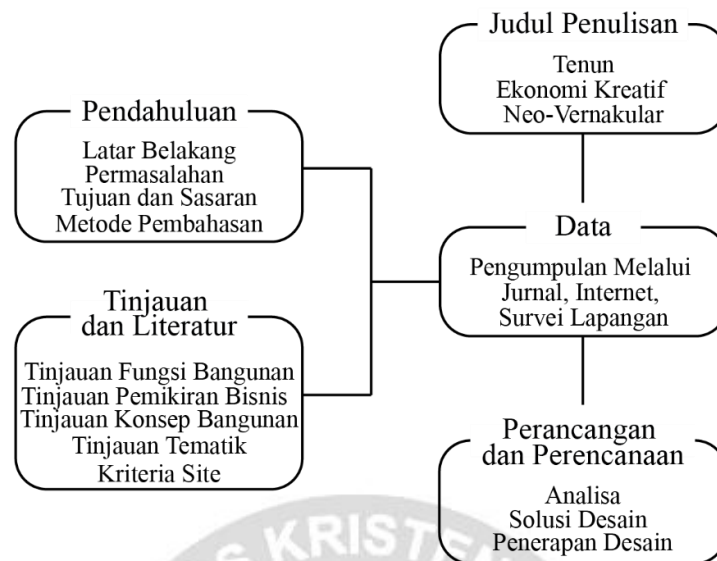 Judul Penulisan
Tenun
Ekonomi Kreatif
Neo-Vernakular
Pendahuluan
Latar Belakang
Permasalahan
Tujuan dan Sasaran
Metode Pembahasan
Data
Pengumpulan Melalui
Jurnal, Internet,
Survei Lapangan
Tinjauan
dan Literatur
Tinjauan Fungsi Bangunan
Tinjauan Pemikiran Bisnis
Tinjauan Konsep Bangunan
Tinjauan Tematik
Kriteria Site
Perancangan
dan Perencanaan
Analisa
Solusi Desain
Penerapan Desain
S KRISTEN